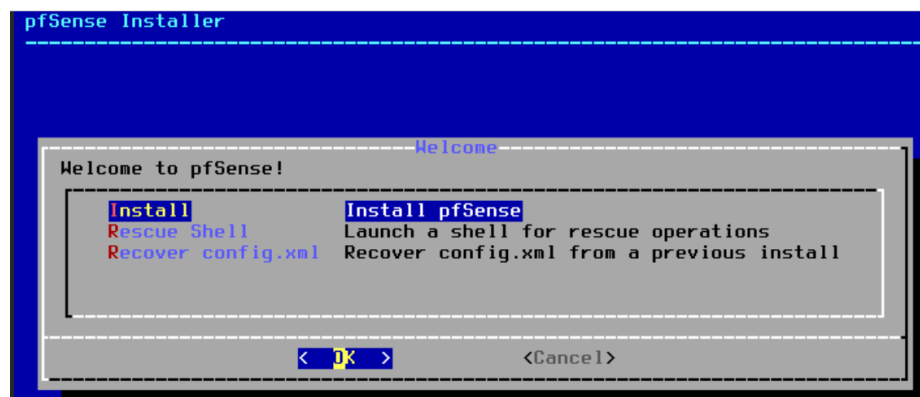 pfSense Installer
Welcome
Welcome to pfSense!
Install Install pfSense
Rescue Shell Launch a shell for rescue operations
Recover config.xml Recover config.xml from a previous install
< OK > <Cancel>